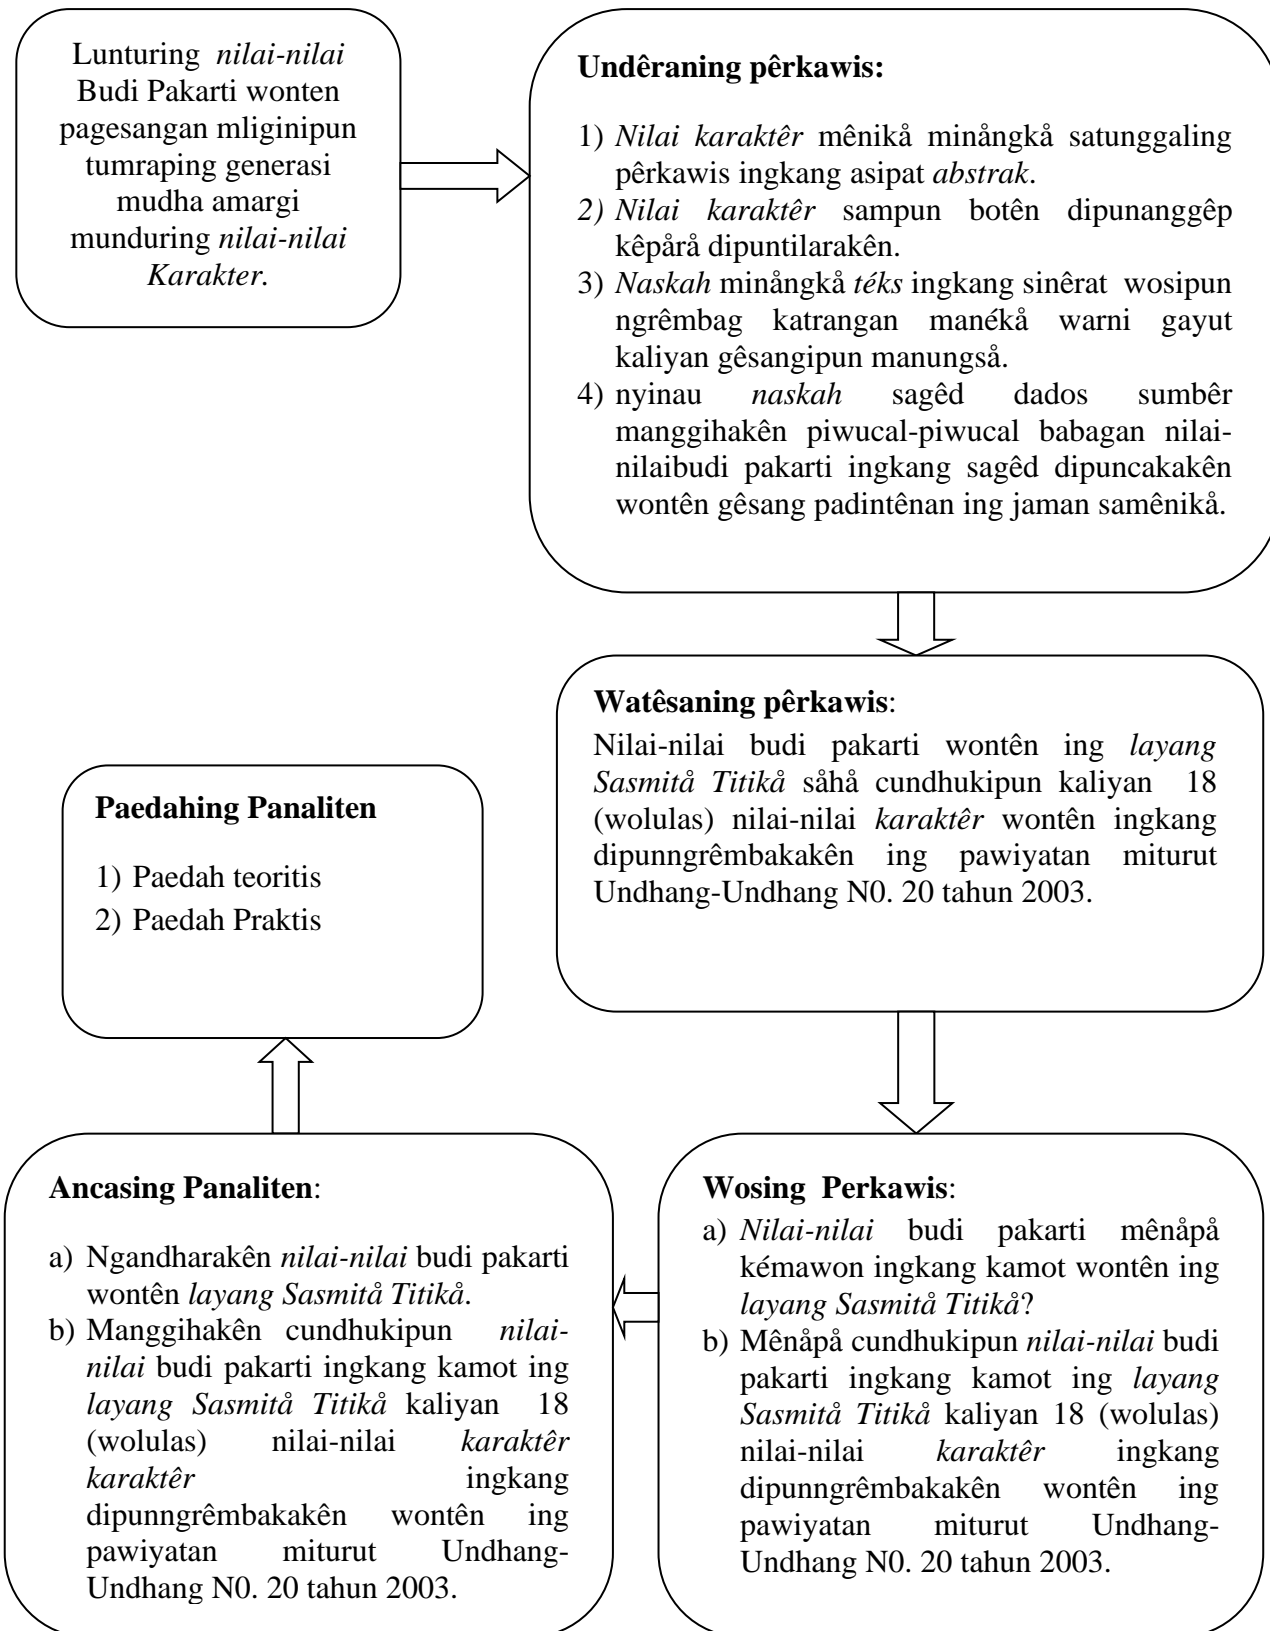 Lunturing nilai-nilai
Budi Pakarti wonten
pagesangan mliginipun
tumraping generasi
mudha amargi
munduring nilai-nilai
Karakter.
Undêraning pêrkawis:
1) Nilai karaktêr mênikå minångkå satunggaling
pêrkawis ingkang asipat abstrak.
2) Nilai karaktêr sampun botên dipunanggêp
kêpårå dipuntilarakên.
3) Naskah minångkå téks ingkang sinêrat wosipun
ngrêmbag katrangan manékå warni gayut
kaliyan gêsangipun manungså.
4) nyinau naskah sagêd dados sumbêr
manggihakên piwucal-piwucal babagan nilai-
nilaibudi pakarti ingkang sagêd dipuncakakên
wontên gêsang padintênan ing jaman samênikå.
Watêsaning pêrkawis:
Nilai-nilai budi pakarti wontên ing layang
Sasmitå Titikå såhå cundhukipun kaliyan 18
(wolulas) nilai-nilai karaktêr wontên ingkang
dipunngrêmbakakên ing pawiyatan miturut
Undhang-Undhang N0. 20 tahun 2003.
Paedahing Panaliten
1) Paedah teoritis
2) Paedah Praktis
Wosing Perkawis:
a) Nilai-nilai budi pakarti mênåpå
kémawon ingkang kamot wontên ing
layang Sasmitå Titikå?
b) Mênåpå cundhukipun nilai-nilai budi
pakarti ingkang kamot ing layang
Sasmitå Titikå kaliyan 18 (wolulas)
nilai-nilai karaktêr ingkang
dipunngrêmbakakên wontên ing
pawiyatan miturut Undhang-
Undhang N0. 20 tahun 2003.
Ancasing Panaliten:
a) Ngandharakên nilai-nilai budi pakarti
wontên layang Sasmitå Titikå.
b) Manggihakên cundhukipun nilai-
nilai budi pakarti ingkang kamot ing
layang Sasmitå Titikå kaliyan 18
(wolulas) nilai-nilai karaktêr
karaktêr ingkang
dipunngrêmbakakên wontên ing
pawiyatan miturut Undhang-
Undhang N0. 20 tahun 2003.